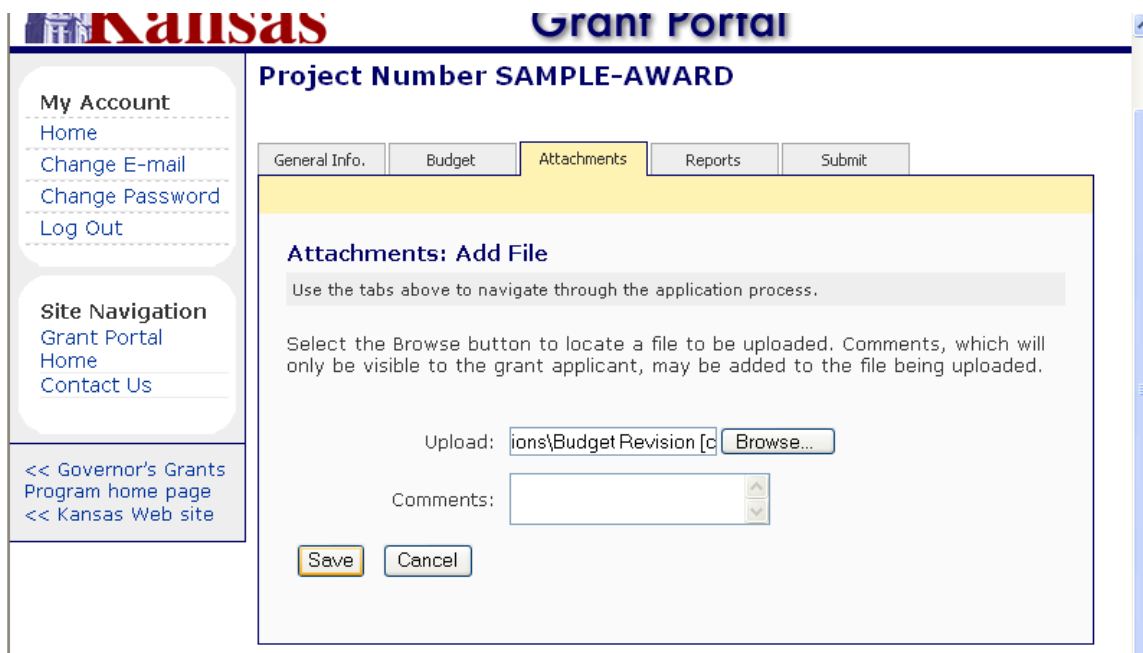 Kansas
Grant Portal
Project Number SAMPLE-AWARD
My Account
Home
Change E-mail
Change Password
Log Out
Site Navigation
Grant Portal
Home
Contact Us
<< Governor's Grants
Program home page
<< Kansas Web site
General Info.
Budget
Attachments
Reports
Submit
Attachments: Add File
Use the tabs above to navigate through the application process.
Select the Browse button to locate a file to be uploaded. Comments, which will
only be visible to the grant applicant, may be added to the file being uploaded.
Upload: ions\Budget Revision [c Browse...
Comments:
Save Cancel